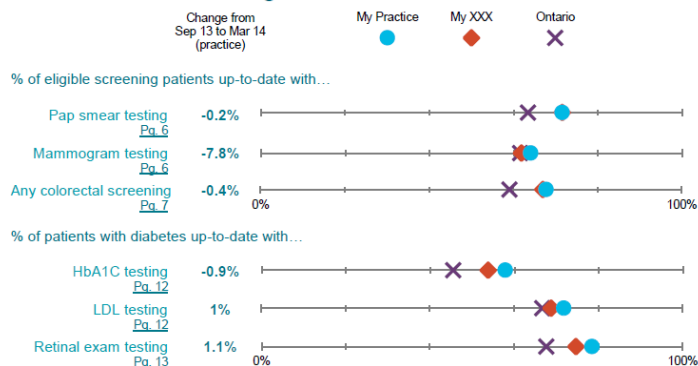 Change from
Sep 13 to Mar 14
(practice)
My Practice
My XXX
Ontario
% of eligible screening patients up-to-date with…
Pap smear testing -0.2%
Pg. 6
Mammogram testing -7.8%
Pg. 6
Any colorectal screening -0.4%
Pg. 7
0% 100%
% of patients with diabetes up-to-date with…
HbA1C testing -0.9%
Pg. 12
LDL testing 1%
Pg. 12
Retinal exam testing 1.1%
Pg. 13
0% 100%